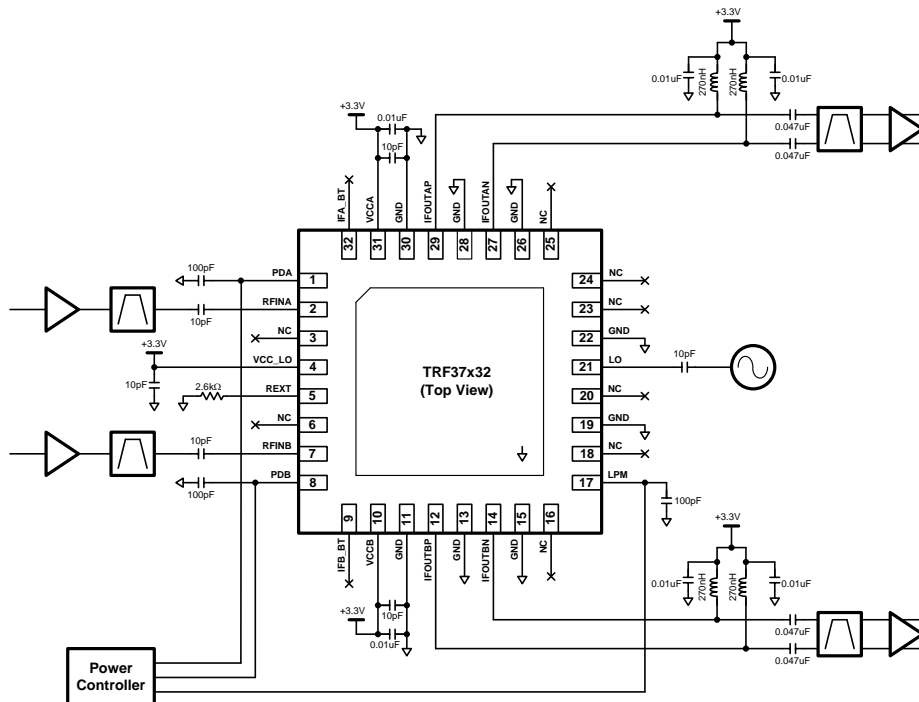 +3.3V
0.01uF
270nH
270nH
0.01uF
0.047uF
0.047uF
+3.3V
0.01uF
10pF
IFA_BT
VCCA
GND
IFOUTAP
GND
IFOUTAN
GND
NC
32
31
30
29
28
27
26
25
100pF
PDA
1
10pF
RFINA
2
NC
3
+3.3V
VCC_LO
4
10pF
2.6kΩ
REXT
5
NC
6
10pF
RFINB
7
100pF
PDB
8
TRF37x32
(Top View)
24
NC
23
NC
22
GND
21
LO
10pF
20
NC
19
GND
18
NC
17
LPM
100pF
9
10
11
12
13
14
15
16
IFB_BT
VCCB
GND
IFOUTBP
GND
IFOUTBN
GND
NC
+3.3V
10pF
0.01uF
+3.3V
0.01uF
270nH
270nH
0.01uF
0.047uF
0.047uF
Power
Controller